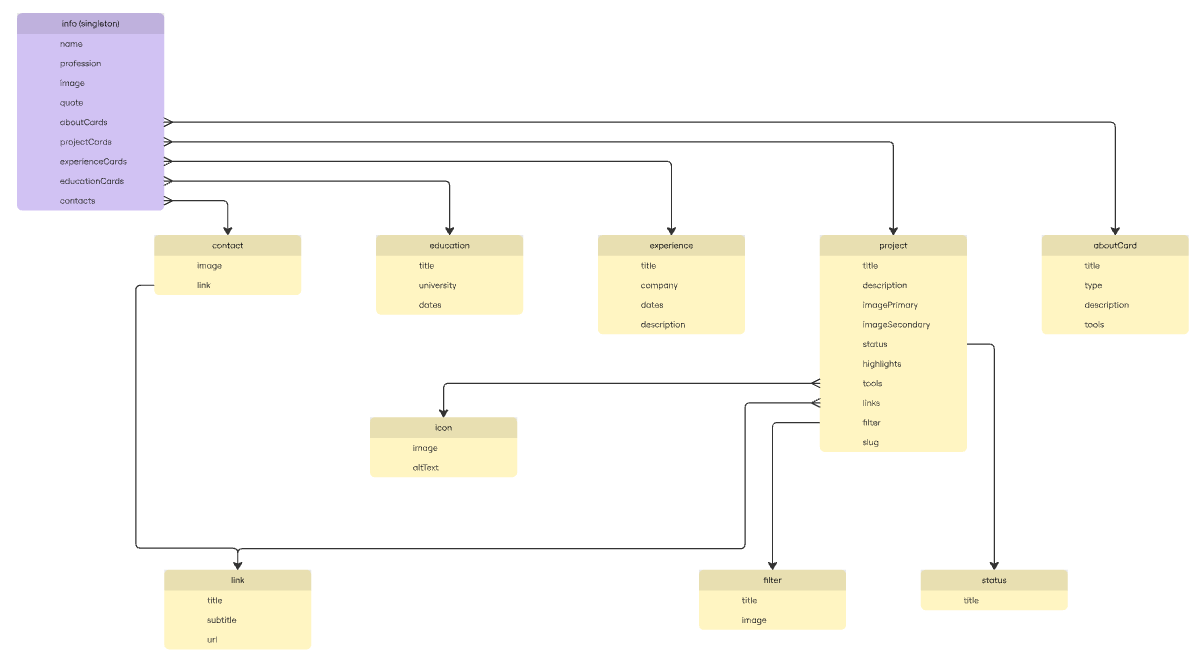 info (singleton)
name
profession
image
quote
aboutCards
projectCards
experienceCards
educationCards
contacts
contact
image
link
education
title
university
dates
experience
title
company
dates
description
project
title
description
imagePrimary
imageSecondary
status
highlights
tools
links
filter
slug
aboutCard
title
type
description
tools
icon
image
altText
link
title
subtitle
url
filter
title
image
status
title